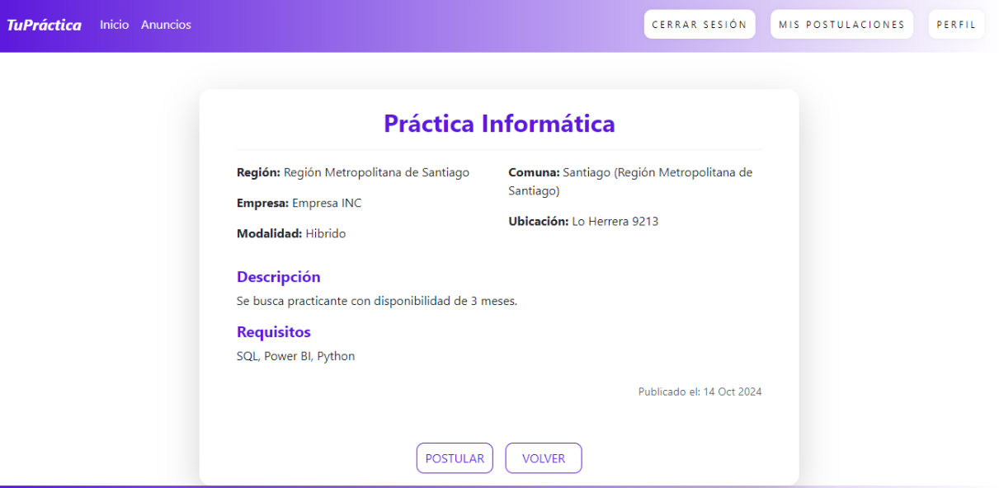 TuPráctica Inicio Anuncios CERRAR SESIÓN MIS POSTULACIONES PERFIL
Práctica Informática
Región: Región Metropolitana de Santiago
Empresa: Empresa INC
Modalidad: Hibrido
Comuna: Santiago (Región Metropolitana de
Santiago)
Ubicación: Lo Herrera 9213
Descripción
Se busca practicante con disponibilidad de 3 meses.
Requisitos
SQL, Power BI, Python
Publicado el: 14 Oct 2024
POSTULAR VOLVER